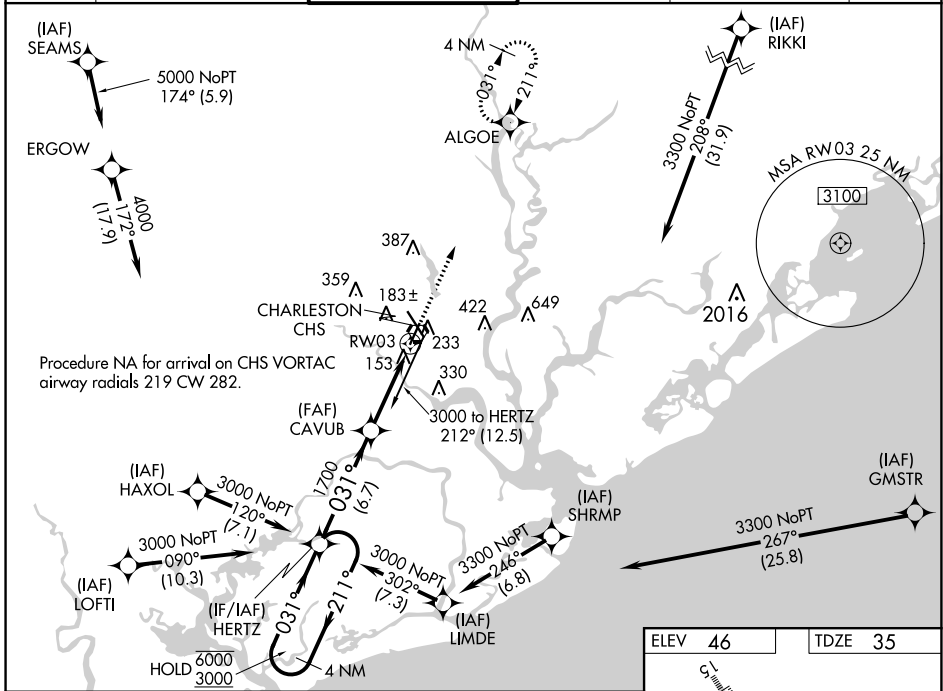 (IAF)
SEAMS
5000 NoPT
174° (5.9)
ERGOW
4000
172°
(17.9)
4 NM
031°
211°
ALGOE
(IAF)
RIKKI
3300 NoPT
208°
(31.9)
MSA RW03 25 NM
3100
387
359
183±
CHARLESTON
CHS
RW03
153
233
422
649
2016
330
Procedure NA for arrival on CHS VORTAC
airway radials 219 CW 282.
3000 to HERTZ
212° (12.5)
(FAF)
CAVUB
1700
031°
(6.7)
(IAF)
HAXOL
3000 NoPT
120°
(7.1)
(IAF)
SHRMP
(IAF)
GMSTR
3300 NoPT
267°
(25.8)
3000 NoPT
090°
(10.3)
(IAF)
LOFTI
3300 NoPT
246°
(6.8)
3000 NoPT
302°
(7.3)
(IF/IAF)
HERTZ
031°
211°
(IAF)
LIMDE
HOLD 6000
3000
4 NM
ELEV 46
TDZE 35
15